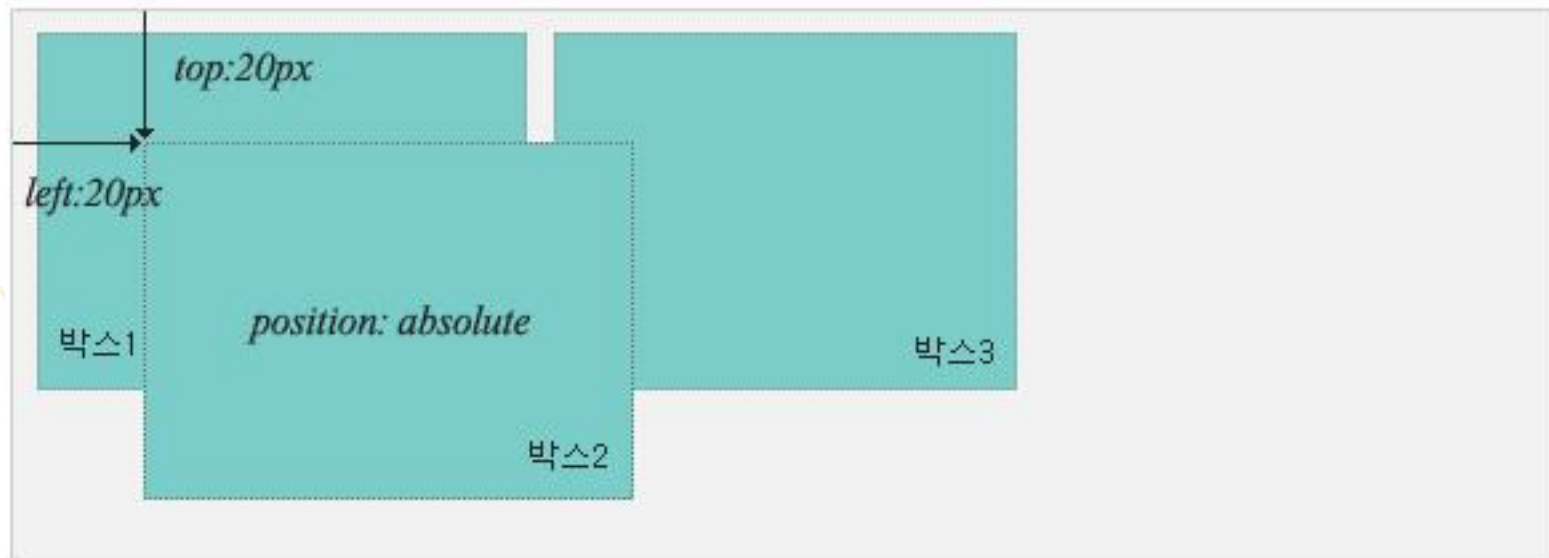 top:20px
left:20px
position: absolute
박스1
박스3
박스2